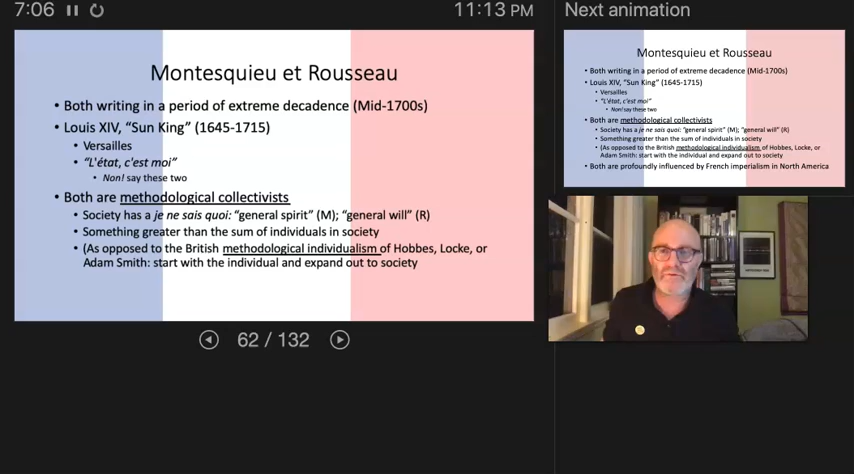 7:06
11:13 PM
Next animation
Montesquieu et Rousseau
• Both writing in a period of extreme decadence (Mid-1700s)
• Louis XIV, “Sun King” (1645-1715)
• Versailles
• “L'état, c'est moi”
• Non! say these two
• Both are methodological collectivists
• Society has a je ne sais quoi: “general spirit” (M); “general will” (R)
• Something greater than the sum of individuals in society
• (As opposed to the British methodological individualism of Hobbes, Locke, or
Adam Smith: start with the individual and expand out to society
62 / 132
Montesquieu et Rousseau
• Both writing in a period of extreme decadence (Mid-1700s)
• Louis XIV, “Sun King” (1645-1715)
• Versailles
• “L'état, c'est moi”
• Non! say these two
• Both are methodological collectivists
• Society has a je ne sais quoi: “general spirit” (M); “general will” (R)
• Something greater than the sum of individuals in society
• (As opposed to the British methodological individualism of Hobbes, Locke, or
Adam Smith: start with the individual and expand out to society
• Both are profoundly influenced by French imperialism in North America